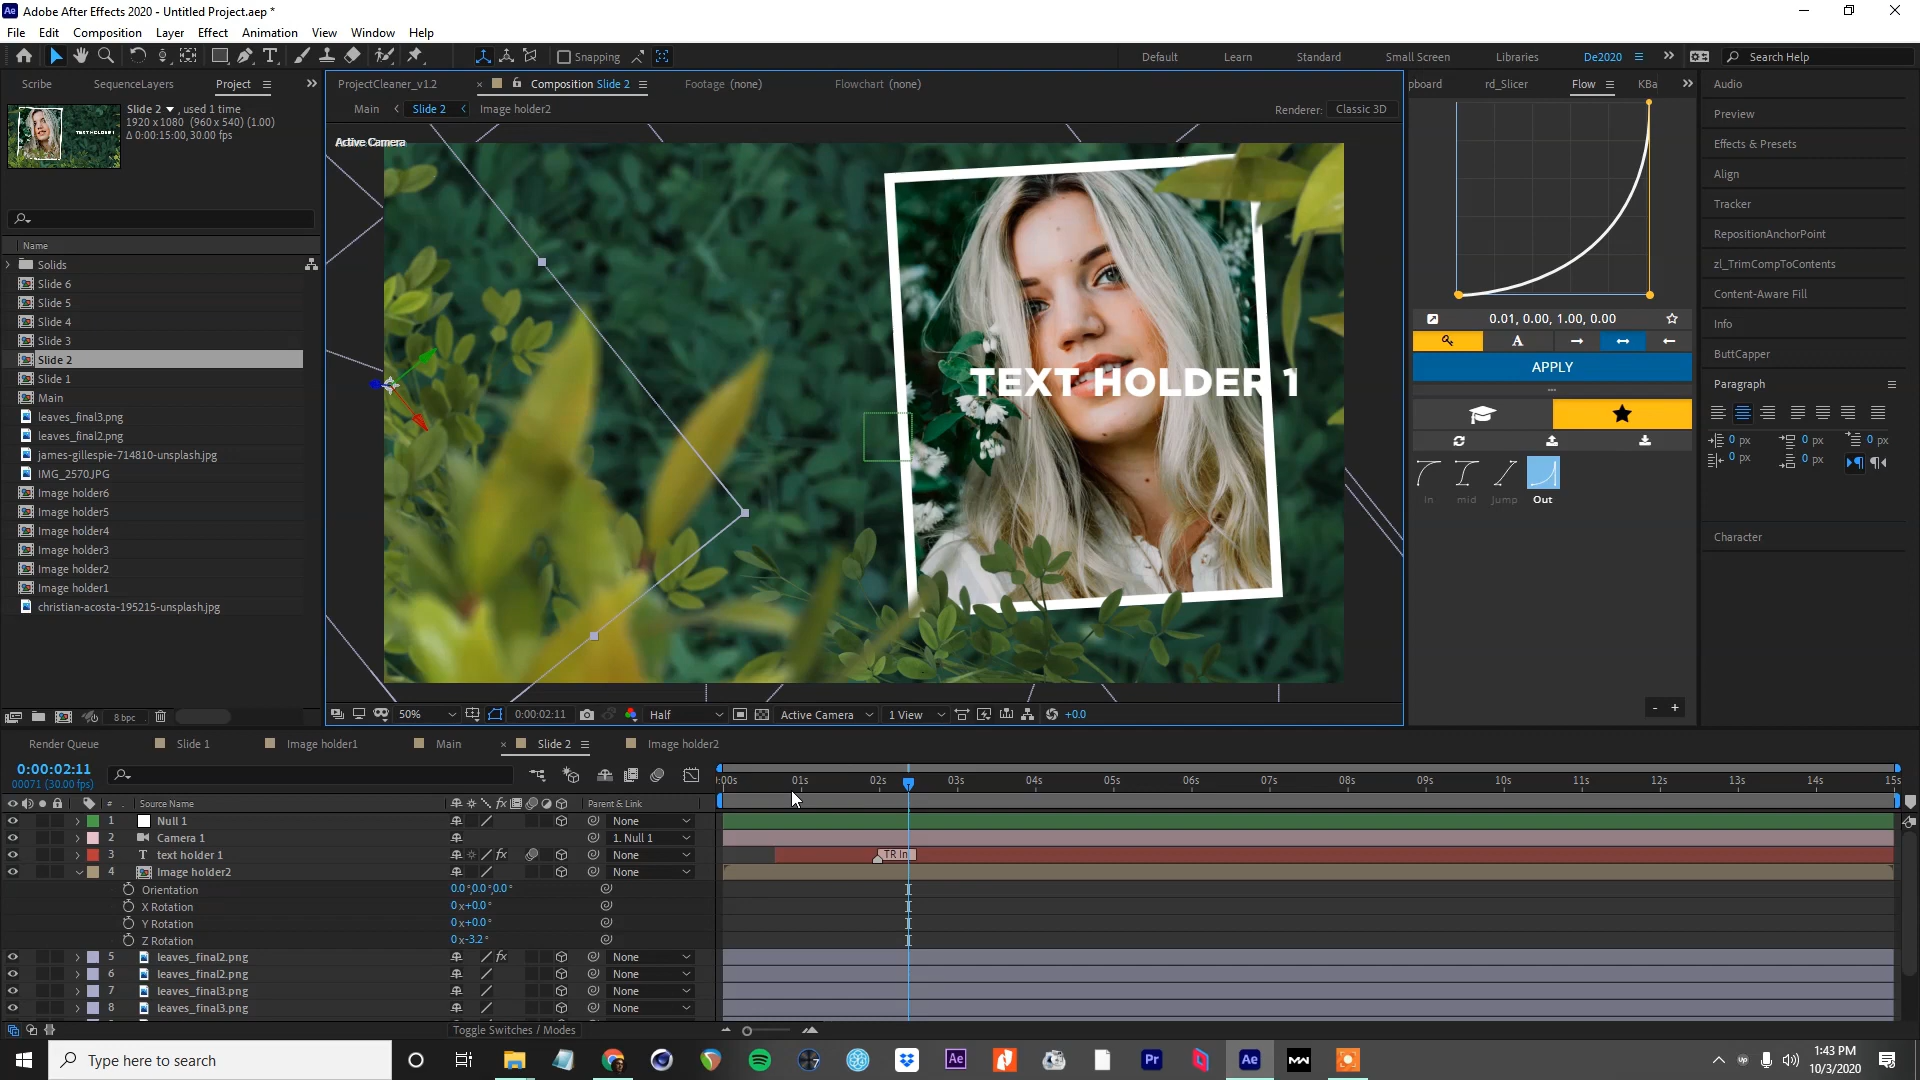 Adobe After Effects 2020 - Untitled Project.aep *
File Edit Composition Layer Effect Animation View Window Help
Snapping Default Learn Standard Small Screen Libraries De2020 Search Help
Scribe SequenceLayers Project
Slide 2 , used 1 time
1920 x1080 (960 x 540) (1.00)
Δ 0:00:15:00, 30.00 fps)
Name
Solids
Slide 6
Slide 5
Slide 4
Slide 3
Slide 2
Slide 1
Main
leaves_final3.png
leaves_final2.png
james-gillespie-714810-unsplash.jpg
IMG_2570.JPG
Image holder6
Image holder5
Image holder4
Image holder3
Image holder2
Image holder1
christian-acosta-195215-unsplash.jpg
8 bpc
ProjectCleaner_v1.2 Composition Slide 2 Footage (none) Flowchart (none)
Main Slide 2 Image holder2 Renderer: Classic 3D
Active Camera
TEXT HOLDER 1
50% 0:00:02:11 Half Active Camera 1 View +0.0
pboard rd_Slicer Flow KBa
0.01, 0.00, 1.00, 0.00
A
APPLY
In mid Jump Out
- +
Audio
Preview
Effects & Presets
Align
Tracker
RepositionAnchorPoint
zl_TrimCompToContents
Content-Aware Fill
Info
ButtCapper
Paragraph
0 px 0 px 0 px
0 px 0 px
Character
Render Queue Slide 1 Image holder1 Main Slide 2 Image holder2
0:00:02:11
00071 (30.00 fps)
:00s 01s 02s 03s 04s 05s 06s 07s 08s 09s 10s 11s 12s 13s 14s 15s
# Source Name fx Parent & Link
1 Null 1 None
2 Camera 1 1. Null 1
3 T text holder 1 fx None TR In
4 Image holder2 None
Orientation 0.0°,0.0°,0.0°
X Rotation 0x+0.0°
Y Rotation 0x+0.0°
Z Rotation 0x-3.2°
5 leaves_final2.png fx None
6 leaves_final2.png None
7 leaves_final3.png None
8 leaves_final3.png None
Toggle Switches / Modes
Type here to search
Ae Pr Ae
1:43 PM
10/3/2020